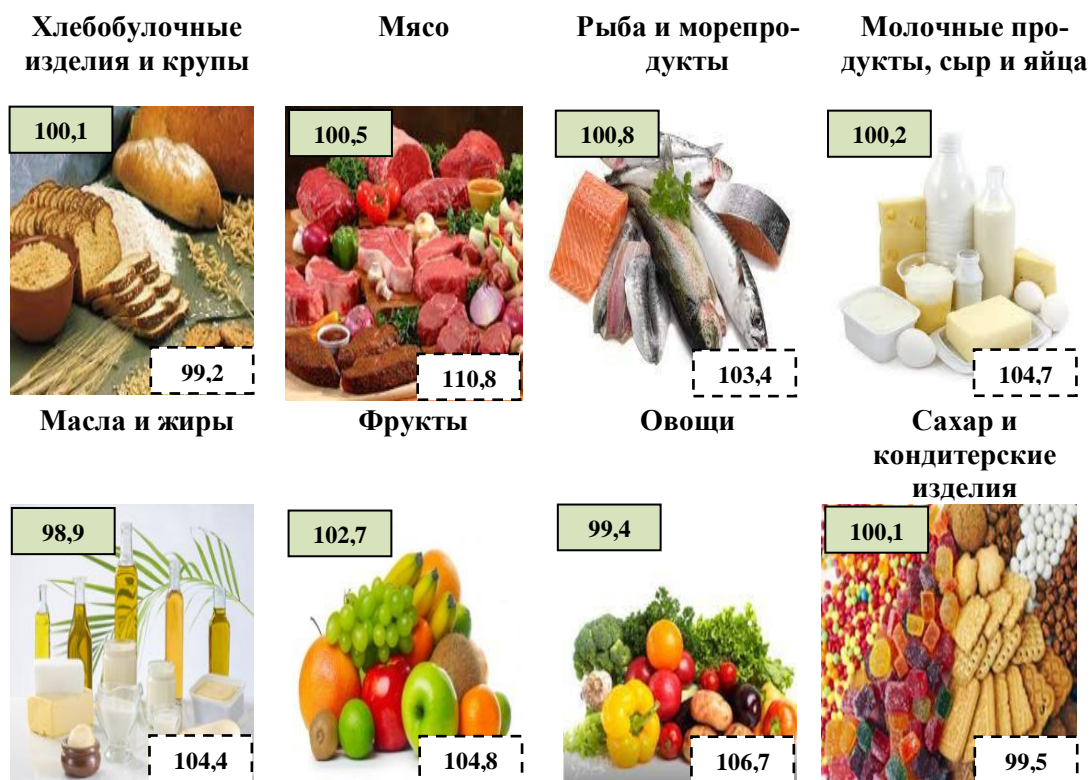 Хлебобулочные
изделия и крупы
Мясо
Рыба и морепро-
дукты
Молочные про-
дукты, сыр и яйца
100,1
100,5
100,8
100,2
99,2
110,8
103,4
104,7
Масла и жиры
Фрукты
Овощи
Сахар и
кондитерские
изделия
98,9
102,7
99,4
100,1
104,4
104,8
106,7
99,5